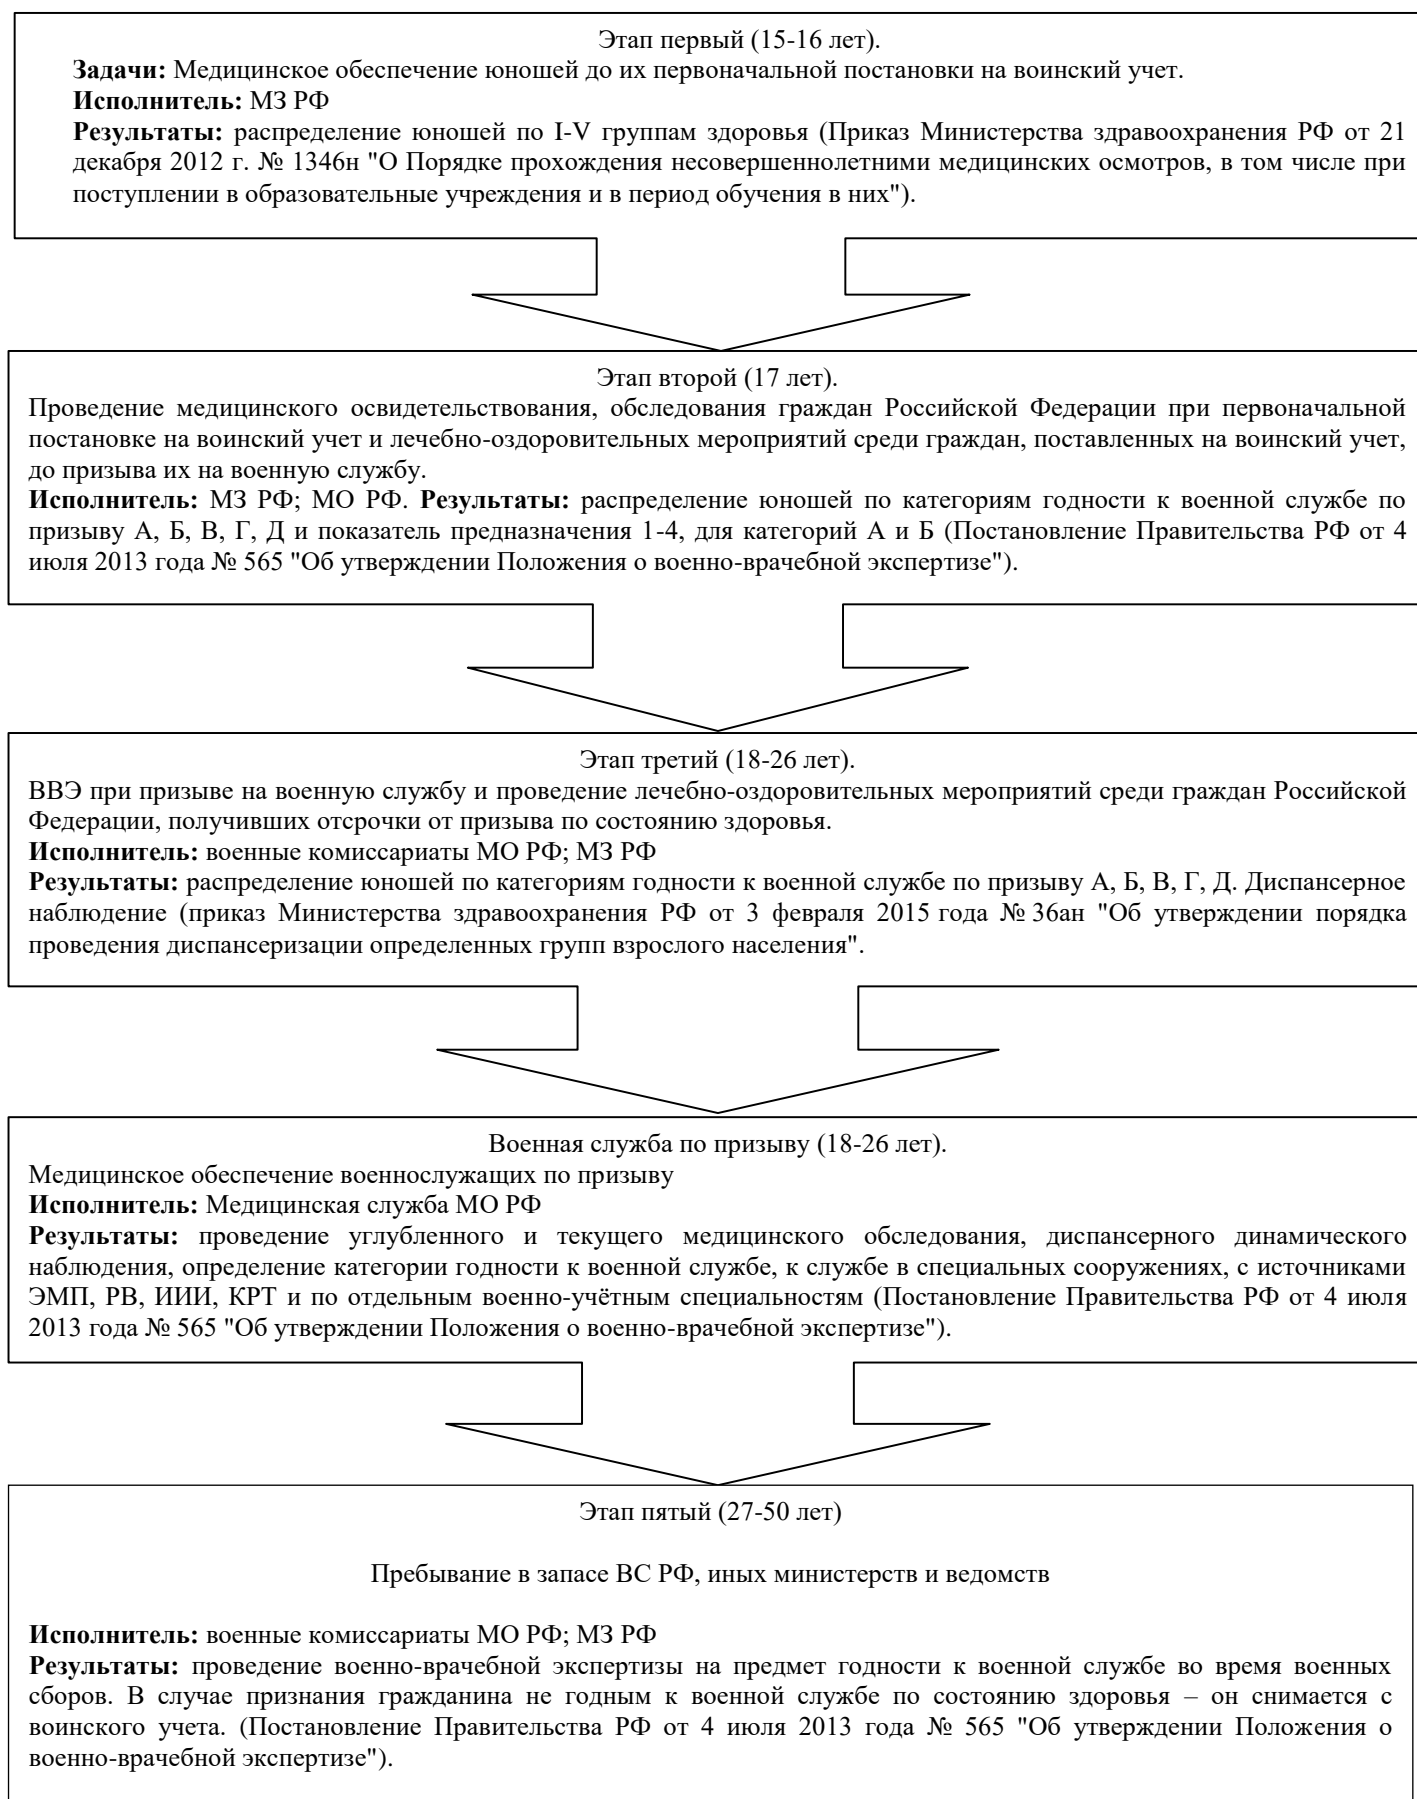 Этап первый (15-16 лет).
Задачи: Медицинское обеспечение юношей до их первоначальной постановки на воинский учет.
Исполнитель: МЗ РФ
Результаты: распределение юношей по I-V группам здоровья (Приказ Министерства здравоохранения РФ от 21
декабря 2012 г. № 1346н "О Порядке прохождения несовершеннолетними медицинских осмотров, в том числе при
поступлении в образовательные учреждения и в период обучения в них").
Этап второй (17 лет).
Проведение медицинского освидетельствования, обследования граждан Российской Федерации при первоначальной
постановке на воинский учет и лечебно-оздоровительных мероприятий среди граждан, поставленных на воинский учет,
до призыва их на военную службу.
Исполнитель: МЗ РФ; МО РФ. Результаты: распределение юношей по категориям годности к военной службе по
призыву А, Б, В, Г, Д и показатель предназначения 1-4, для категорий А и Б (Постановление Правительства РФ от 4
июля 2013 года № 565 "Об утверждении Положения о военно-врачебной экспертизе").
Этап третий (18-26 лет).
ВВЭ при призыве на военную службу и проведение лечебно-оздоровительных мероприятий среди граждан Российской
Федерации, получивших отсрочки от призыва по состоянию здоровья.
Исполнитель: военные комиссариаты МО РФ; МЗ РФ
Результаты: распределение юношей по категориям годности к военной службе по призыву А, Б, В, Г, Д. Диспансерное
наблюдение (приказ Министерства здравоохранения РФ от 3 февраля 2015 года № 36ан "Об утверждении порядка
проведения диспансеризации определенных групп взрослого населения".
Военная служба по призыву (18-26 лет).
Медицинское обеспечение военнослужащих по призыву
Исполнитель: Медицинская служба МО РФ
Результаты: проведение углубленного и текущего медицинского обследования, диспансерного динамического
наблюдения, определение категории годности к военной службе, к службе в специальных сооружениях, с источниками
ЭМП, РВ, ИИИ, КРТ и по отдельным военно-учётным специальностям (Постановление Правительства РФ от 4 июля
2013 года № 565 "Об утверждении Положения о военно-врачебной экспертизе").
Этап пятый (27-50 лет)
Пребывание в запасе ВС РФ, иных министерств и ведомств
Исполнитель: военные комиссариаты МО РФ; МЗ РФ
Результаты: проведение военно-врачебной экспертизы на предмет годности к военной службе во время военных
сборов. В случае признания гражданина не годным к военной службе по состоянию здоровья – он снимается с
воинского учета. (Постановление Правительства РФ от 4 июля 2013 года № 565 "Об утверждении Положения о
военно-врачебной экспертизе").